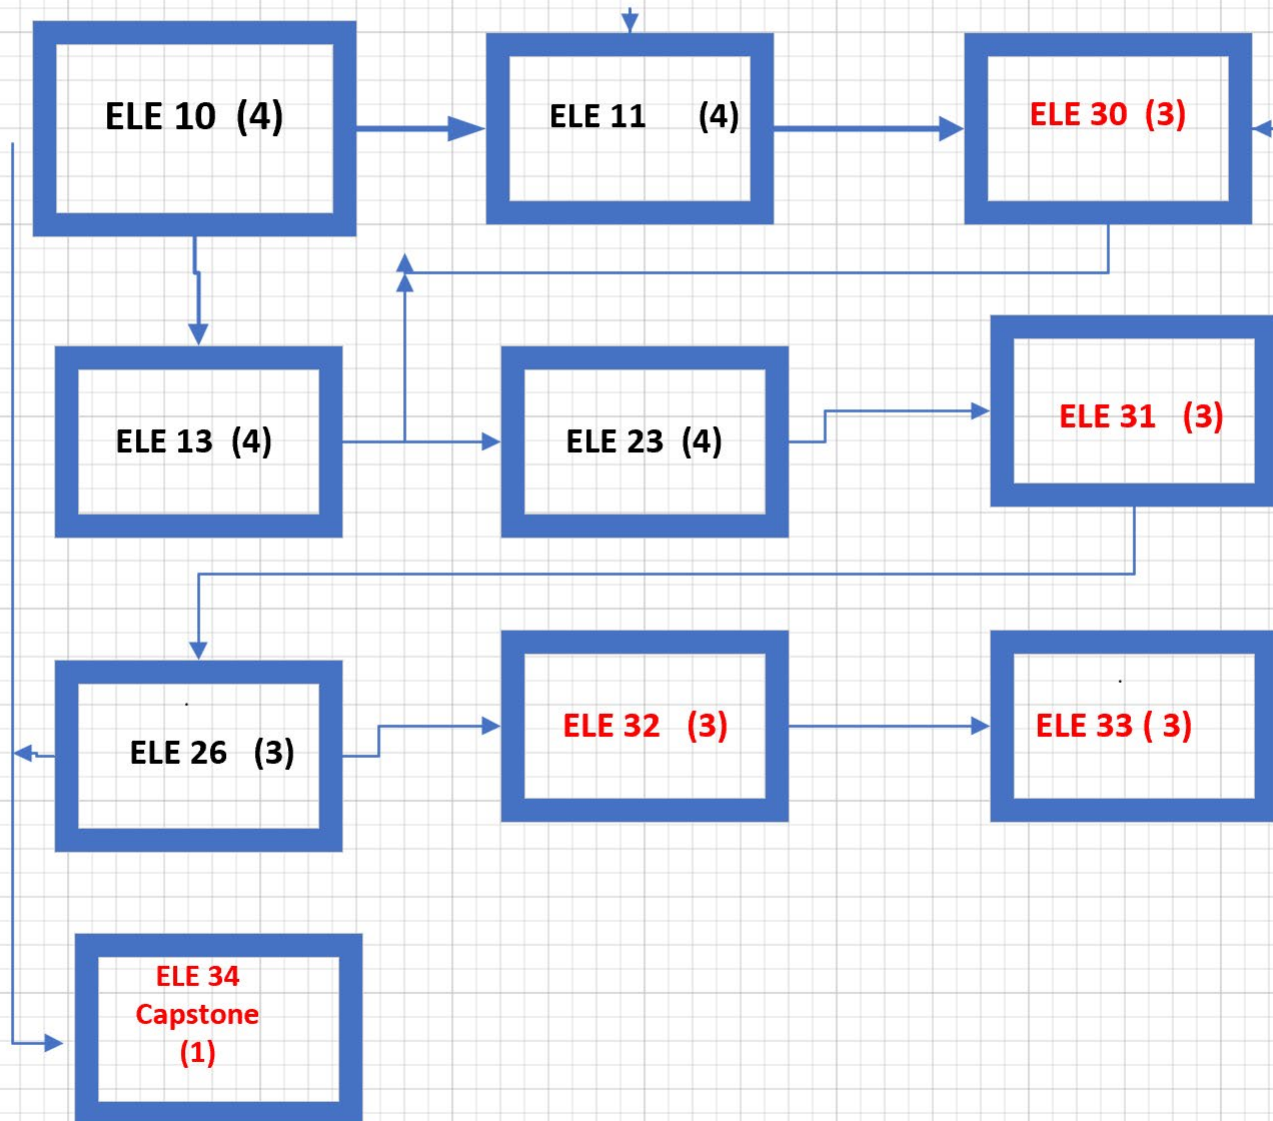 ELE 10 (4)
ELE 11 (4)
ELE 30 (3)
ELE 13 (4)
ELE 23 (4)
ELE 31 (3)
ELE 26 (3)
ELE 32 (3)
ELE 33 ( 3)
ELE 34
Capstone
(1)